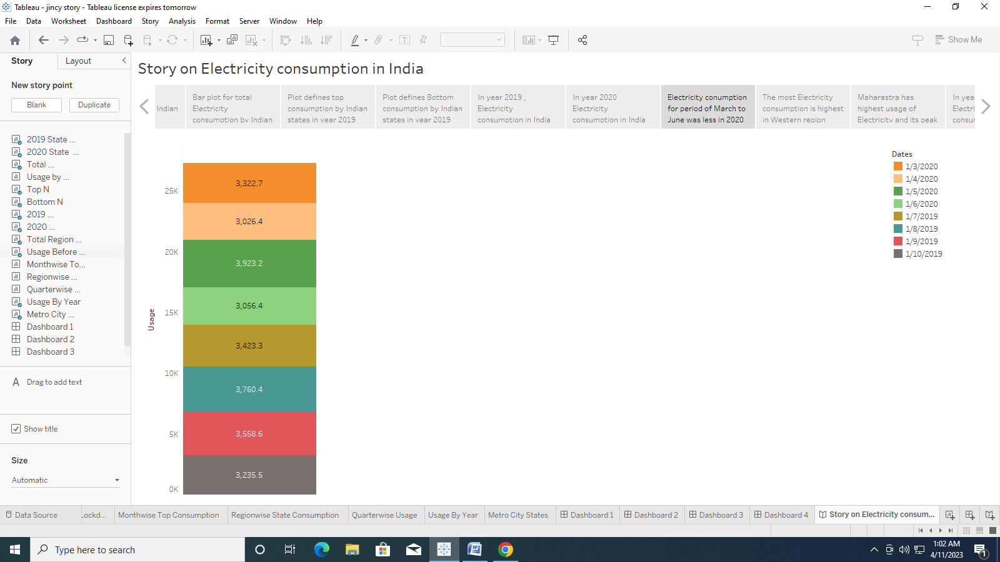 Tableau - jincy story - Tableau license expires tomorrow
File Data Worksheet Dashboard Story Analysis Format Server Window Help
Show Me
Story Layout
New story point
Blank Duplicate
2019 State ...
2020 State ...
Total ...
Usage by ...
Top N
Bottom N
2019 ...
2020 ...
Total Region ...
Usage Before ...
Monthwise To...
Regionwise ...
Quarterwise ...
Usage By Year
Metro City ...
Dashboard 1
Dashboard 2
Dashboard 3
A Drag to add text
Show title
Size
Automatic
Story on Electricity consumption in India
Indian
Bar plot for total
Electricity
consumption by Indian
Plot defines top
consumption by Indian
states in year 2019
Plot defines Bottom
consumption by Indian
states in year 2019
In year 2019 ,
Electricity
consumption in India
In year 2020
Electricity
consumption in India
Electricity conumption
for period of March to
June was less in 2020
The most Electricity
consumption is highest
in Western region
Maharastra has
highest usage of
Electricity and its peak
In yea
Electri
consur
Usage
25K
20K
15K
10K
5K
0K
3,322.7
3,026.4
3,923.2
3,056.4
3,423.3
3,760.4
3,558.6
3,235.5
Dates
1/3/2020
1/4/2020
1/5/2020
1/6/2020
1/7/2019
1/8/2019
1/9/2019
1/10/2019
Data Source Lockd... Monthwise Top Consumption Regionwise State Consumption Quarterwise Usage Usage By Year Metro City States Dashboard 1 Dashboard 2 Dashboard 3 Dashboard 4 Story on Electricity consum...
Type here to search
1:02 AM
4/11/2023
1